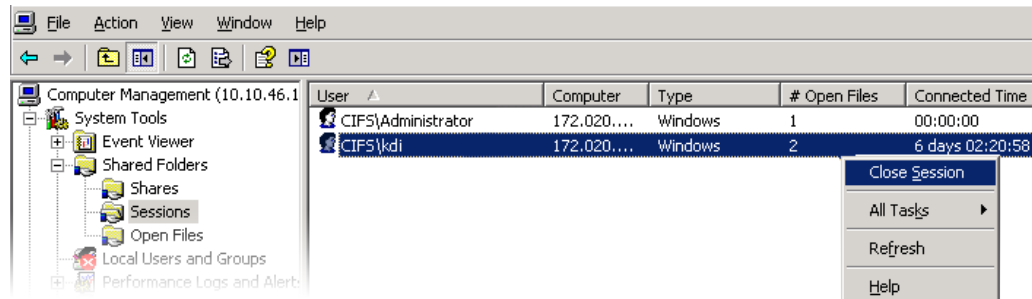 File Action View Window Help
Computer Management (10.10.46.1
System Tools
Event Viewer
Shared Folders
Shares
Sessions
Open Files
Local Users and Groups
Performance Logs and Alert
User Computer Type # Open Files Connected Time
CIFS\Administrator 172.020.... Windows 1 00:00:00
CIFS\kdi 172.020.... Windows 2 6 days 02:20:58
Close Session
All Tasks
Refresh
Help